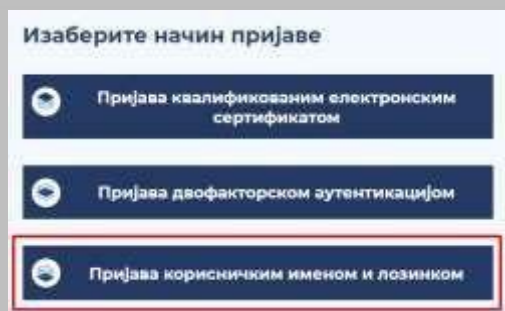 Изаберите начин пријаве
Пријава квалификованим електронским
сертификатом
Пријава двофакторском аутентикацијом
Пријава корисничким именом и лозинком